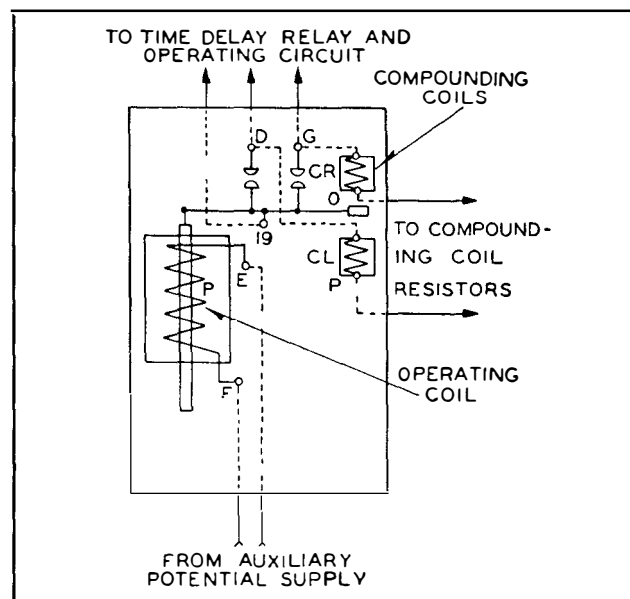 TO TIME DELAY RELAY AND
OPERATING CIRCUIT
COMPOUNDING
COILS
D
G
CR
O
19
TO COMPOUND-
ING COIL
RESISTORS
CL
P
E
P
F
OPERATING
COIL
FROM AUXILIARY
POTENTIAL SUPPLY